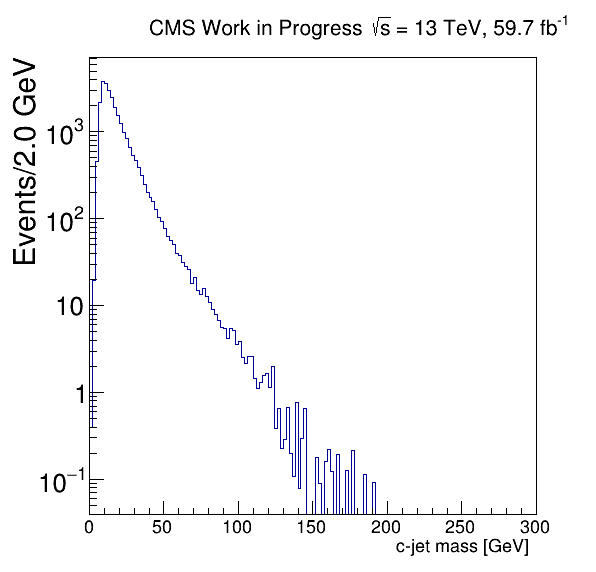 CMS Work in Progress √s = 13 TeV, 59.7 fb⁻¹
Events/2.0 GeV
10³
10²
10
1
10⁻¹
0 50 100 150 200 250 300
c-jet mass [GeV]